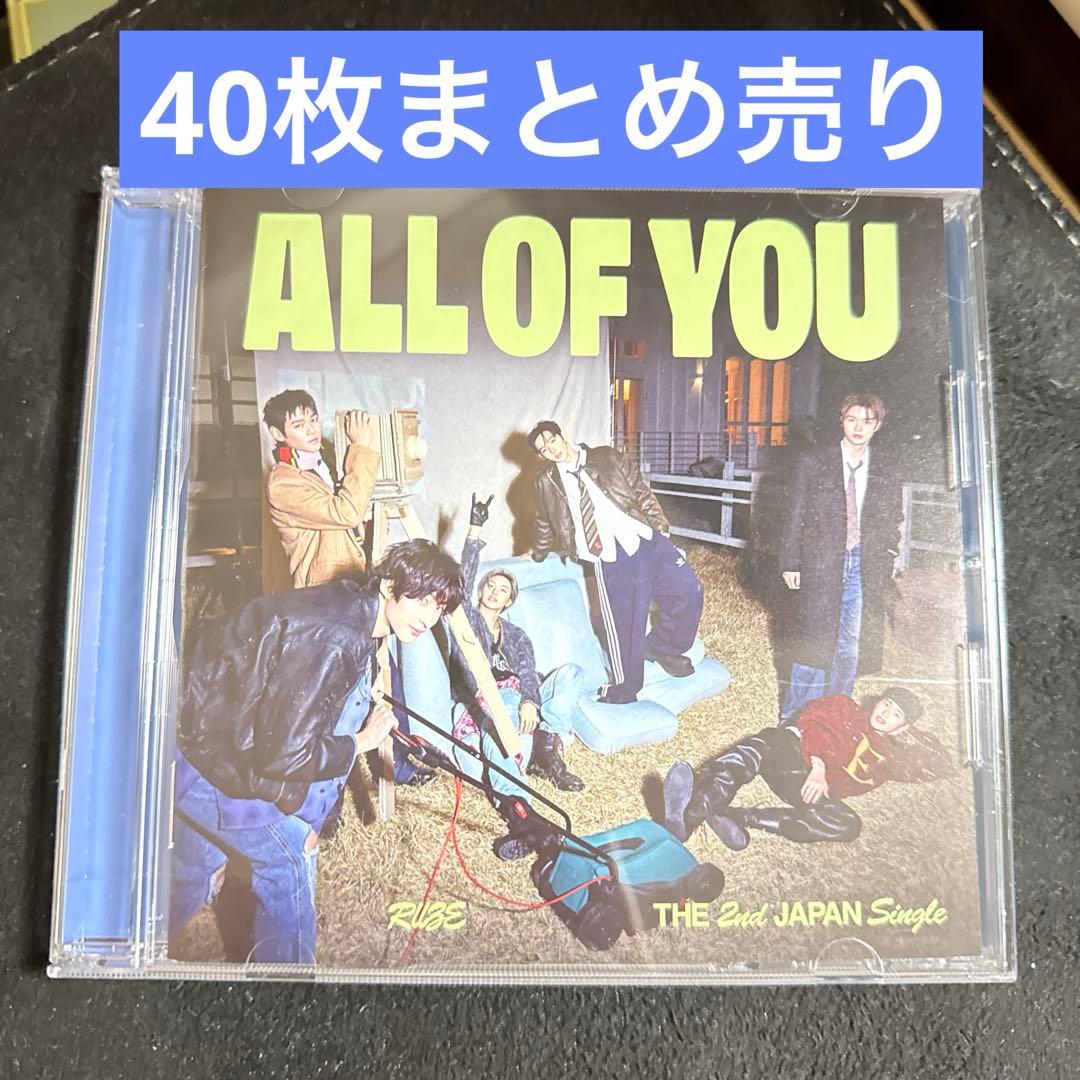 40枚まとめ売り
ALL OF YOU
E
RIIZE
THE 2nd JAPAN Single